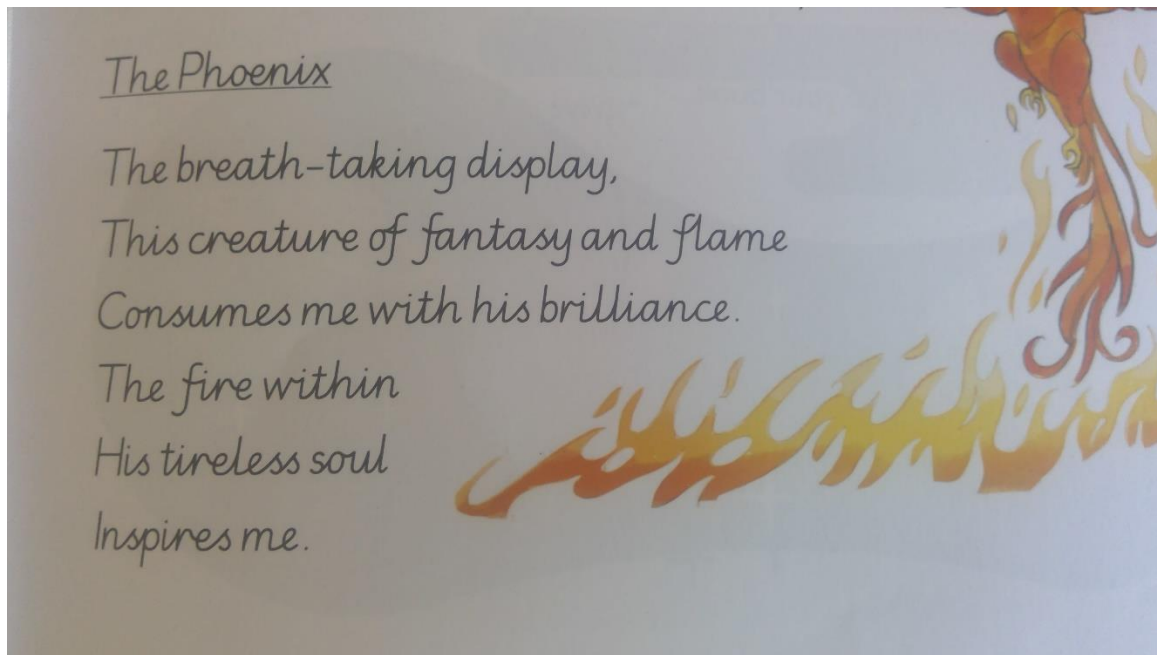 The Phoenix
The breath-taking display,
This creature of fantasy and flame
Consumes me with his brilliance.
The fire within
His tireless soul
Inspires me.